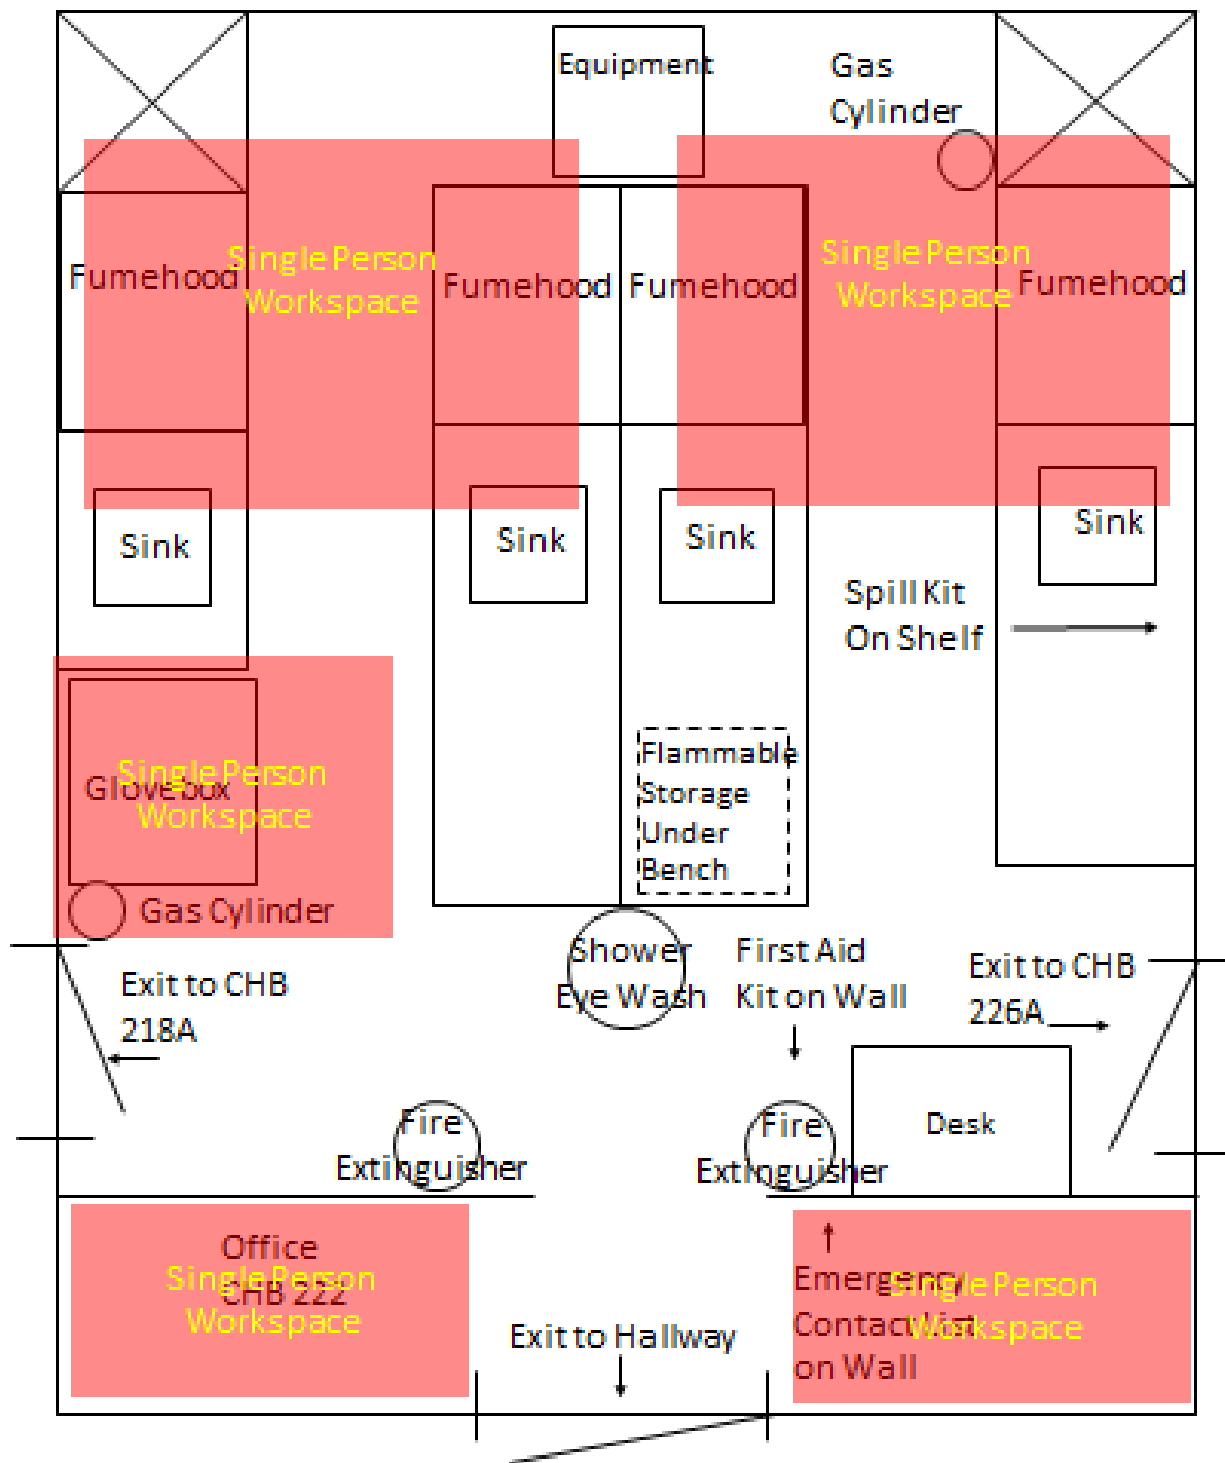 Equipment
Gas
Cylinder
Fumehood
Single Person
Workspace
Fumehood
Fumehood
Single Person
Workspace
Fumehood
Sink
Sink
Sink
Sink
Spill Kit
On Shelf
Glovebox
Single Person
Workspace
Gas Cylinder
Flammable
Storage
Under
Bench
Shower
Eye Wash
First Aid
Kit on Wall
Exit to CHB
218A
Exit to CHB
226A
Fire
Extinguisher
Fire
Extinguisher
Desk
Office
CHB 222
Single Person
Workspace
Exit to Hallway
Emergency
Contact List
on Wall
Single Person
Workspace